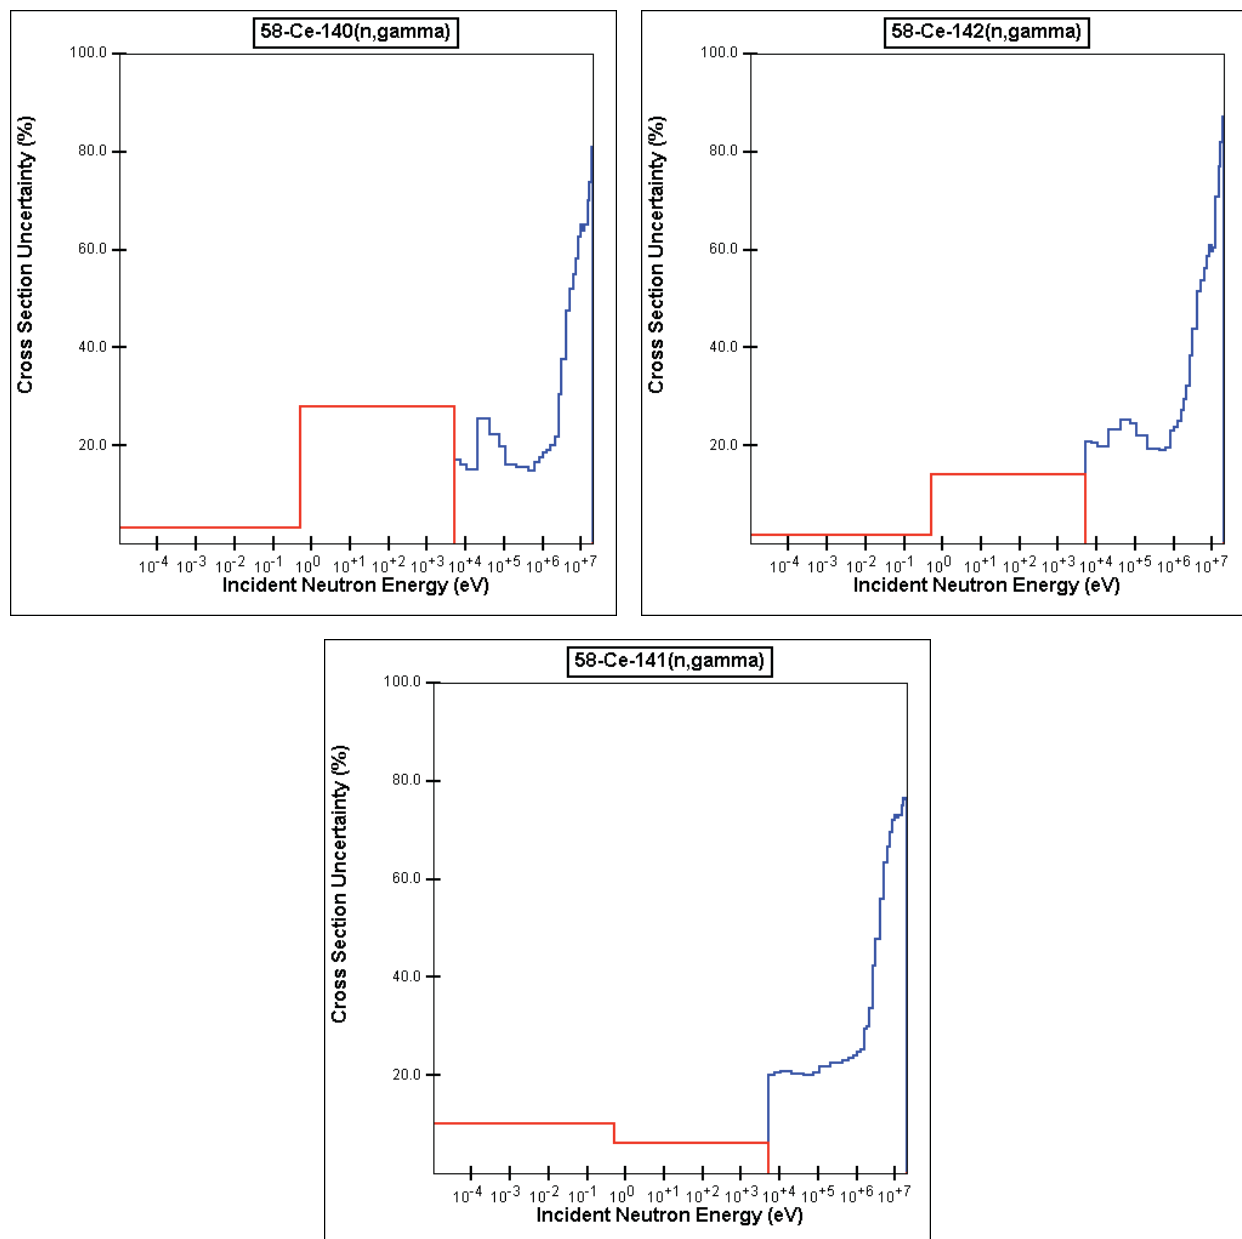 58-Ce-140(n,gamma)
Cross Section Uncertainty (%)
100.0
80.0
60.0
40.0
20.0
10-4 10-3 10-2 10-1 100 10+1 10+2 10+3 10+4 10+5 10+6 10+7
Incident Neutron Energy (eV)
58-Ce-142(n,gamma)
Cross Section Uncertainty (%)
100.0
80.0
60.0
40.0
20.0
10-4 10-3 10-2 10-1 100 10+1 10+2 10+3 10+4 10+5 10+6 10+7
Incident Neutron Energy (eV)
58-Ce-141(n,gamma)
Cross Section Uncertainty (%)
100.0
80.0
60.0
40.0
20.0
10-4 10-3 10-2 10-1 100 10+1 10+2 10+3 10+4 10+5 10+6 10+7
Incident Neutron Energy (eV)